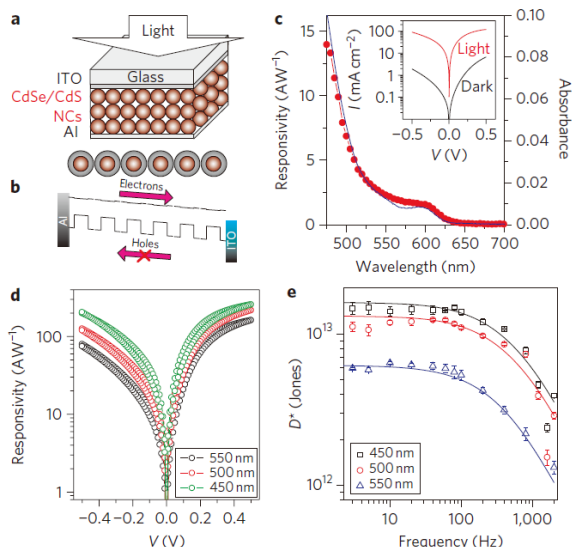 a
Light
ITO
Glass
CdSe/CdS
NCs
Al
b
Electrons
Al
ITO
Holes
c
Responsivity (AW⁻¹)
15
10
5
0
500
550
600
650
700
Wavelength (nm)
0.10
0.08
0.06
0.04
0.02
0.00
Absorbance
I (mA cm⁻²)
100
10
1
0.1
Light
Dark
−0.5
0.0
0.5
V (V)
d
Responsivity (AW⁻¹)
100
10
1
−0.4
−0.2
0.0
0.2
0.4
V (V)
550 nm
500 nm
450 nm
e
D* (Jones)
10¹³
10¹²
10
100
1,000
Frequency (Hz)
450 nm
500 nm
550 nm